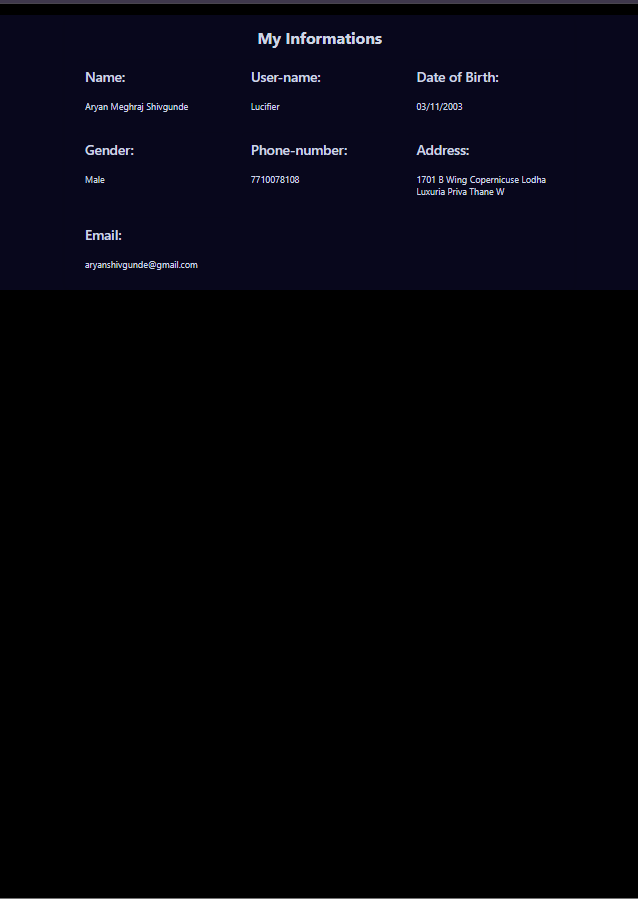 My Informations
Name:
User-name:
Date of Birth:
Aryan Meghraj Shivgunde
Lucifier
03/11/2003
Gender:
Phone-number:
Address:
Male
7710078108
1701 B Wing Copernicuse Lodha
Luxuria Priva Thane W
Email:
aryanshivgunde@gmail.com